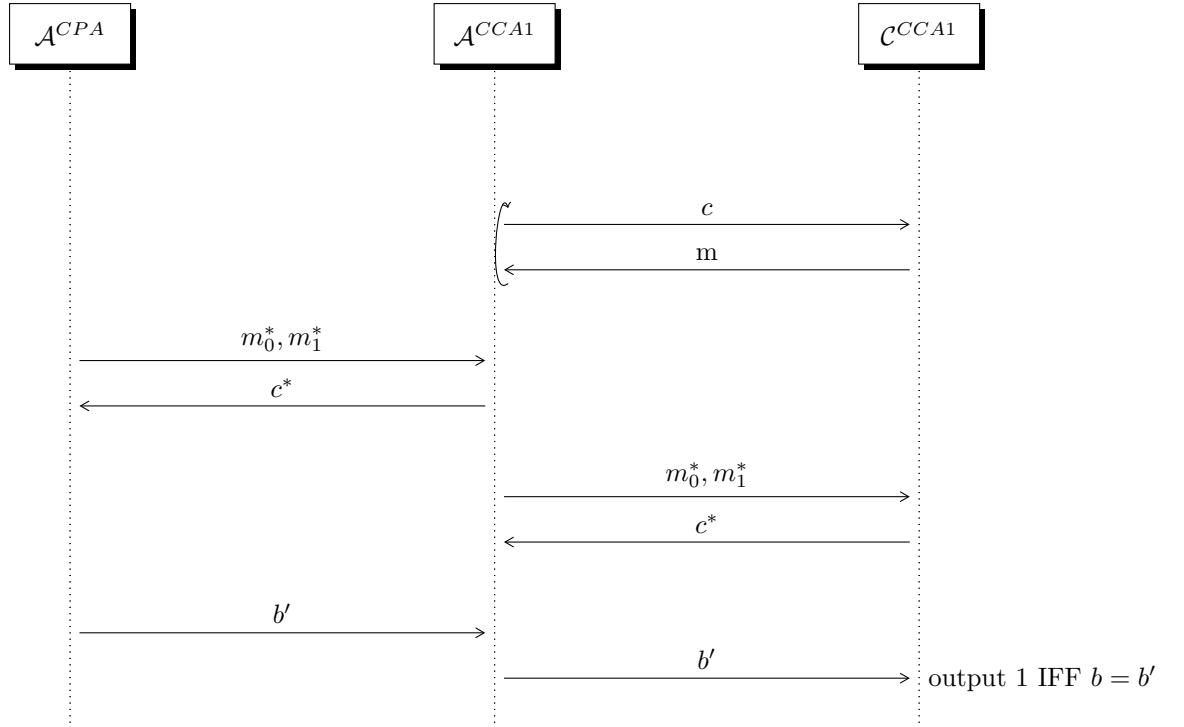 𝒜^{CPA} 𝒜^{CCA1} 𝒞^{CCA1}
c
m
m_0^*, m_1^*
c^*
m_0^*, m_1^*
c^*
b′
b′
output 1 IFF b = b′